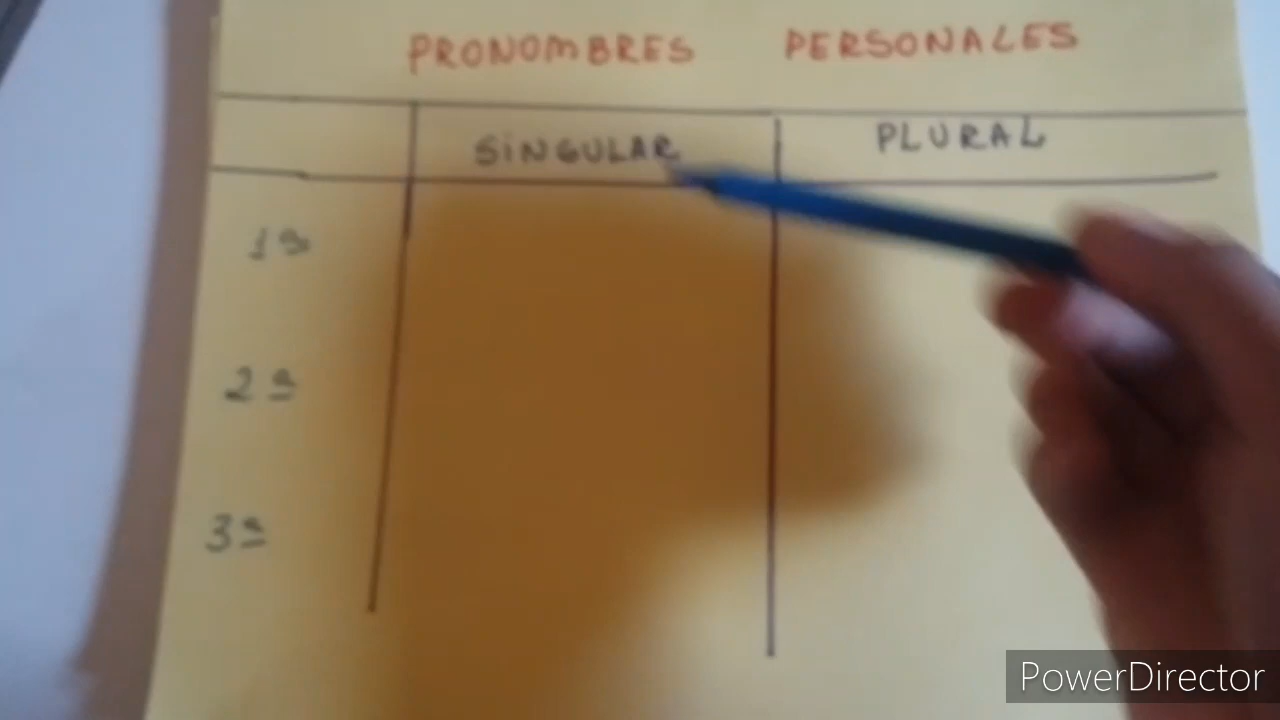 PRONOMBRES PERSONALES
SINGULAR PLURAL
1ª
2ª
3ª
PowerDirector